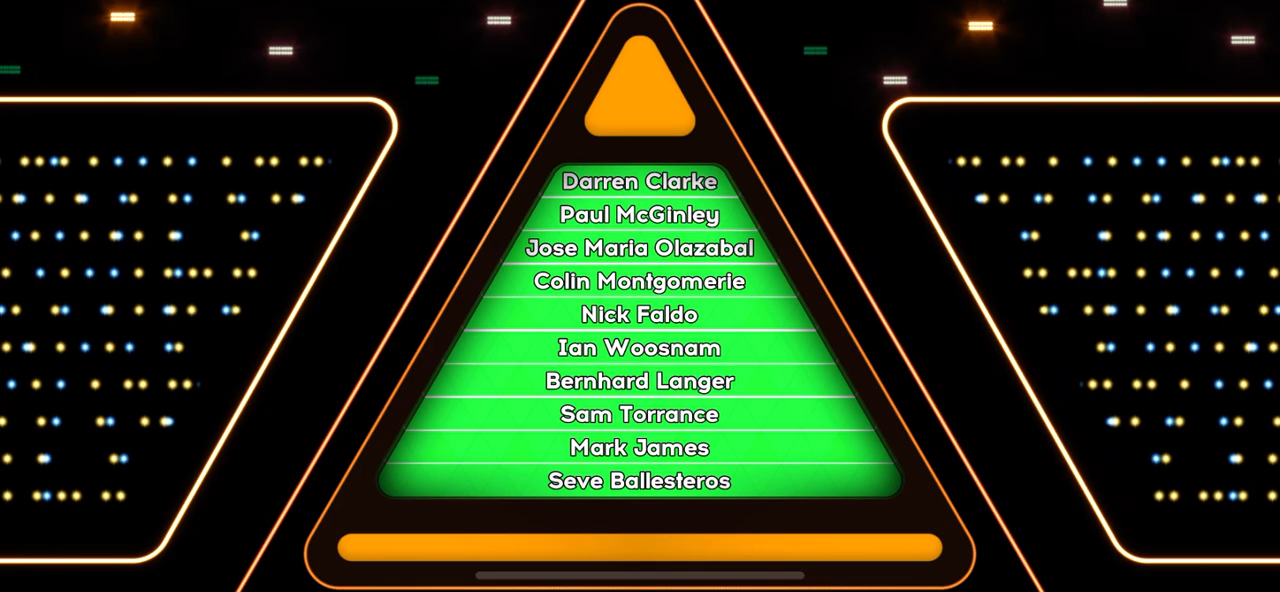 Darren Clarke
Paul McGinley
Jose Maria Olazabal
Colin Montgomerie
Nick Faldo
Ian Woosnam
Bernhard Langer
Sam Torrance
Mark James
Seve Ballesteros